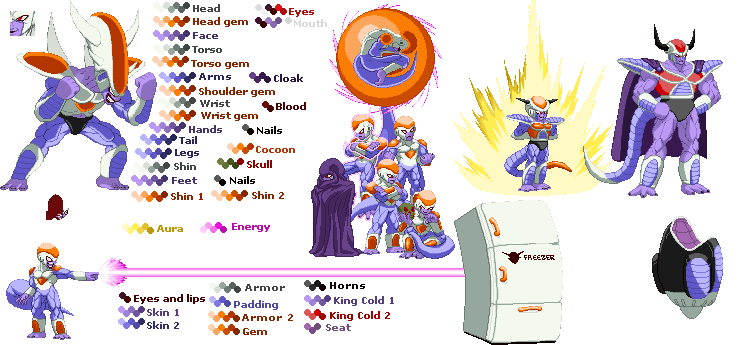 Head
Eyes
Head gem
Mouth
Face
Torso
Torso gem
Arms
Cloak
Shoulder gem
Wrist
Blood
Wrist gem
Hands
Nails
Tail
Cocoon
Legs
Skull
Shin
Feet
Nails
Shin 1
Shin 2
Aura
Energy
FREEZER
Eyes and lips
Skin 1
Skin 2
Armor
Padding
Armor 2
Gem
Horns
King Cold 1
King Cold 2
Seat